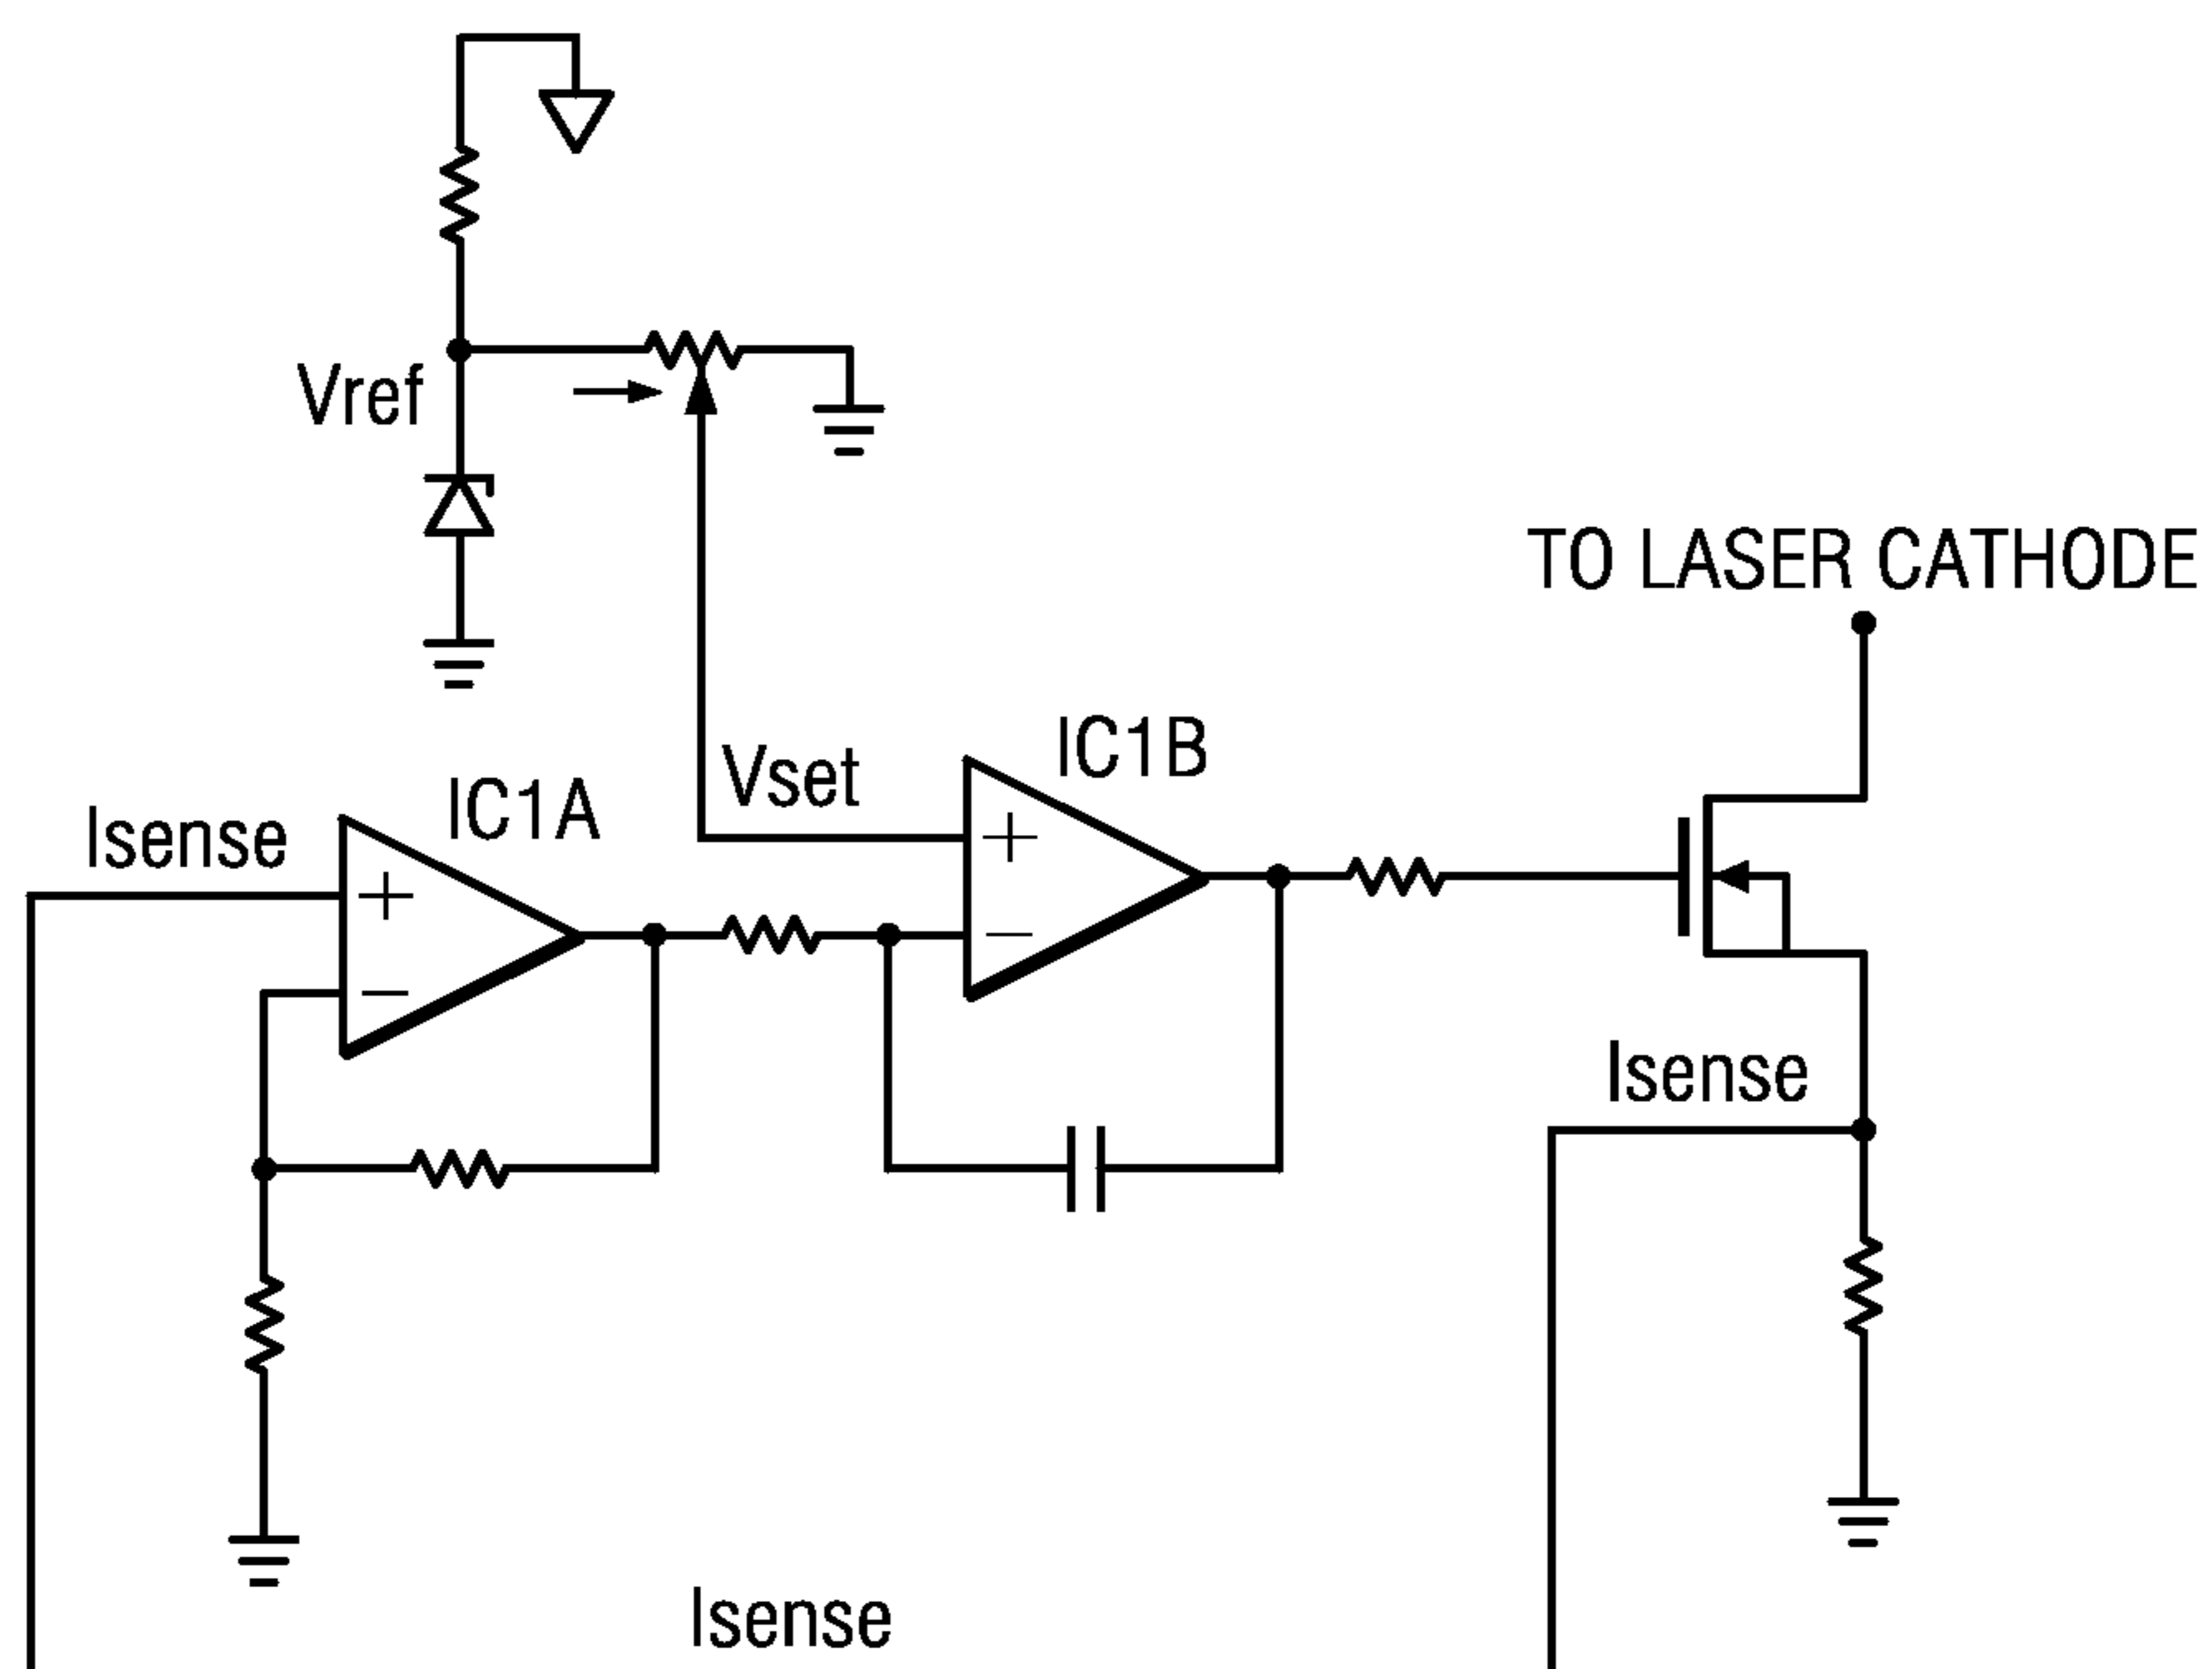 Vref
TO LASER CATHODE
IC1B
Vset
IC1A
Isense
+
+
−
−
Isense
Isense